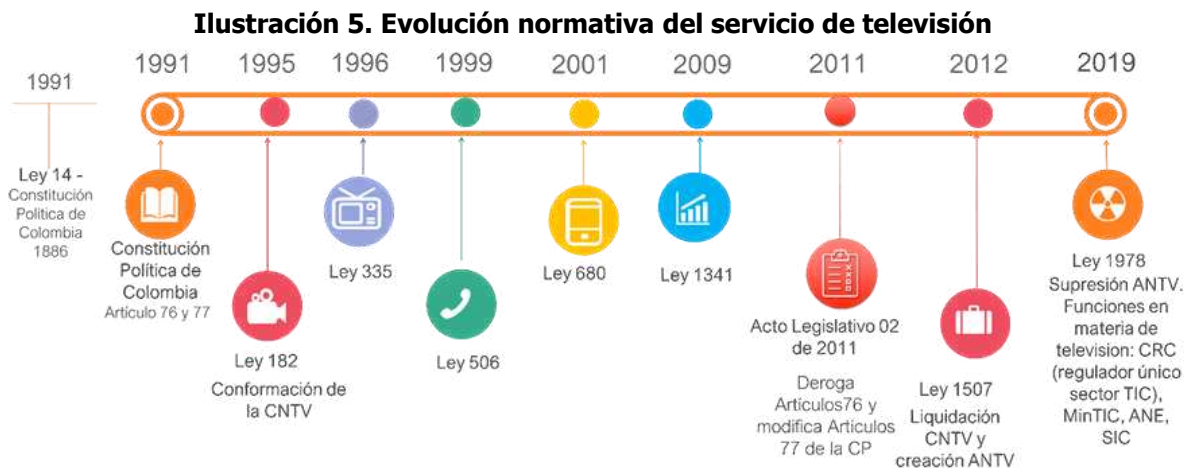 Ilustración 5. Evolución normativa del servicio de televisión
1991
Ley 14 -
Constitución
Política de
Colombia
1886
1991
Constitución
Política de
Colombia
Artículo 76 y 77
1995
Ley 182
Conformación de
la CNTV
1996
Ley 335
1999
Ley 506
2001
Ley 680
2009
Ley 1341
2011
Acto Legislativo 02
de 2011
Deroga
Artículos76 y
modifica Artículos
77 de la CP
2012
Ley 1507
Liquidación
CNTV y
creación ANTV
2019
Ley 1978
Supresión ANTV.
Funciones en
materia de
television: CRC
(regulador único
sector TIC),
MinTIC, ANE,
SIC